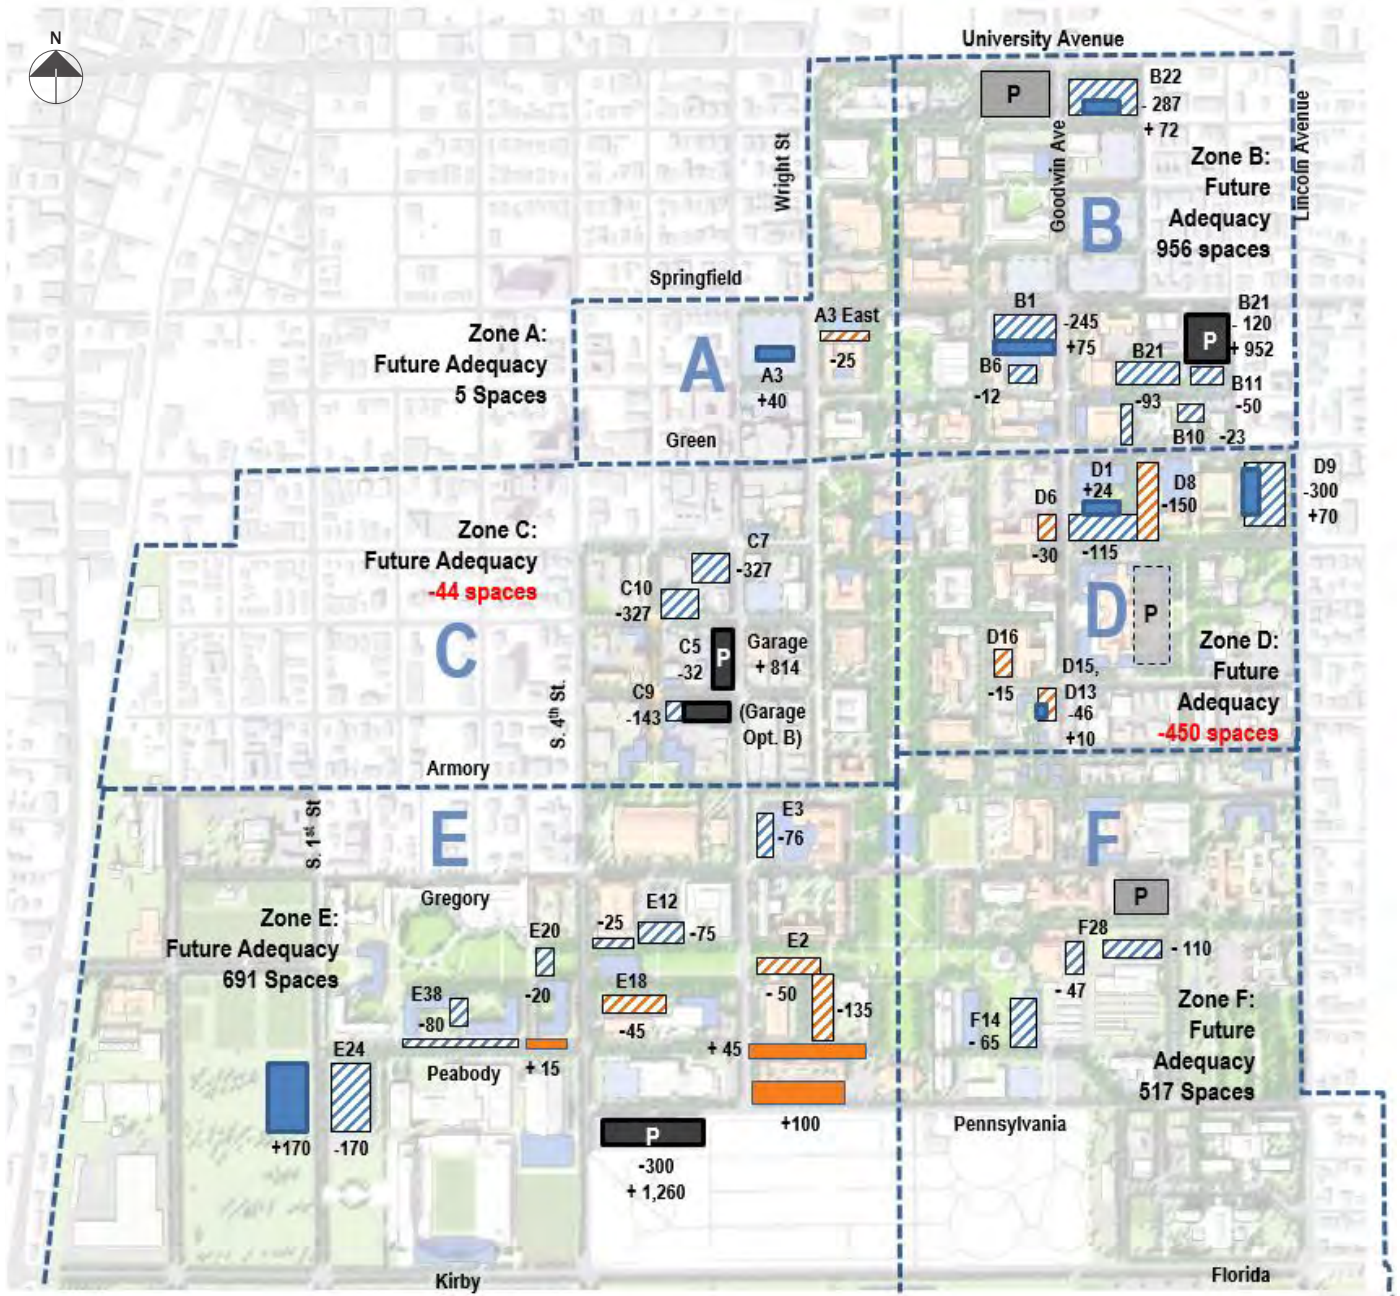 N
University Avenue
P
B22
- 287
+ 72
Goodwin Ave
Wright St
Lincoln Avenue
Zone B:
Future
Adequacy
956 spaces
B
Springfield
A3 East
-25
Zone A:
Future Adequacy
5 Spaces
A
A3
+40
Green
B1
-245
+75
B6
-12
B21
- 120
+ 952
P
B21
-93
B11
-50
B10
-23
D1
+24
D8
-150
D9
-300
+70
D6
-30
-115
Zone C:
Future Adequacy
-44 spaces
C
C7
-327
C10
-327
C5
-32
P
Garage
+ 814
C9
-143
(Garage
Opt. B)
S. 4th St.
Armory
D
P
D16
-15
D15,
D13
-46
+10
Zone D:
Future
Adequacy
-450 spaces
S. 1st St
E
E3
-76
F
Gregory
Zone E:
Future Adequacy
691 Spaces
E20
-20
-25
E12
-75
E2
- 50
-135
E18
-45
E38
-80
+ 15
+ 45
+100
E24
+170
-170
Peabody
P
-300
+ 1,260
P
F28
- 47
- 110
F14
- 65
Zone F:
Future
Adequacy
517 Spaces
Pennsylvania
Kirby
Florida